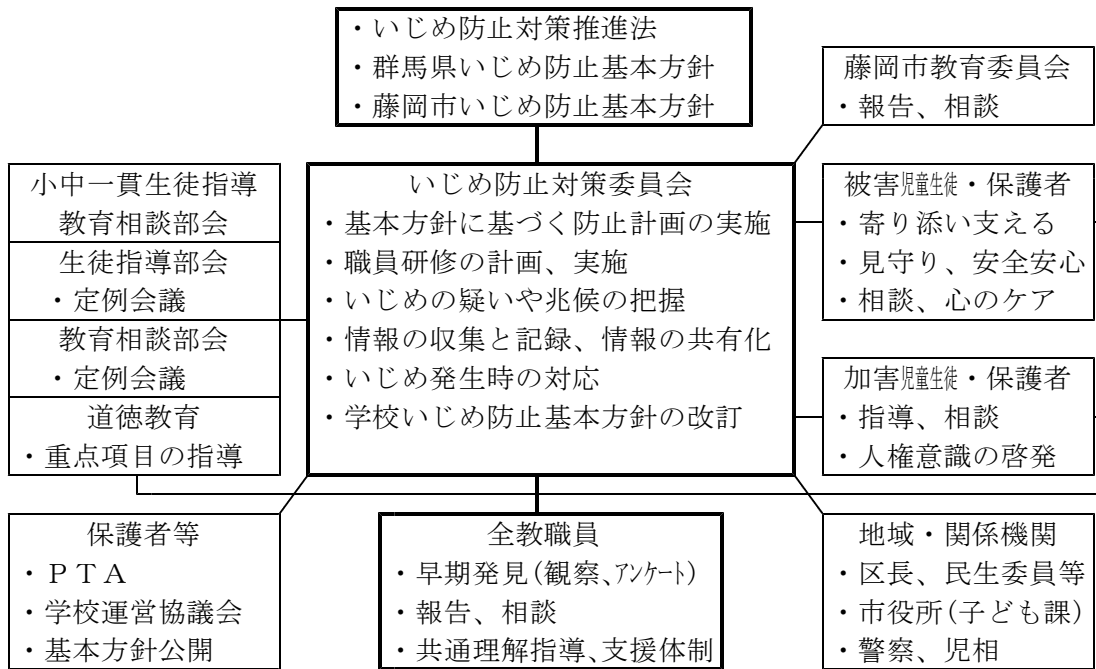 ・いじめ防止対策推進法
・群馬県いじめ防止基本方針
・藤岡市いじめ防止基本方針
藤岡市教育委員会
・報告、相談
小中一貫生徒指導
教育相談部会
生徒指導部会
・定例会議
教育相談部会
・定例会議
道徳教育
・重点項目の指導
いじめ防止対策委員会
・基本方針に基づく防止計画の実施
・職員研修の計画、実施
・いじめの疑いや兆候の把握
・情報の収集と記録、情報の共有化
・いじめ発生時の対応
・学校いじめ防止基本方針の改訂
被害児童生徒・保護者
・寄り添い支える
・見守り、安全安心
・相談、心のケア
加害児童生徒・保護者
・指導、相談
・人権意識の啓発
保護者等
・ＰＴＡ
・学校運営協議会
・基本方針公開
全教職員
・早期発見(観察､ｱﾝｹｰﾄ)
・報告、相談
・共通理解指導､支援体制
地域・関係機関
・区長、民生委員等
・市役所(子ども課)
・警察、児相